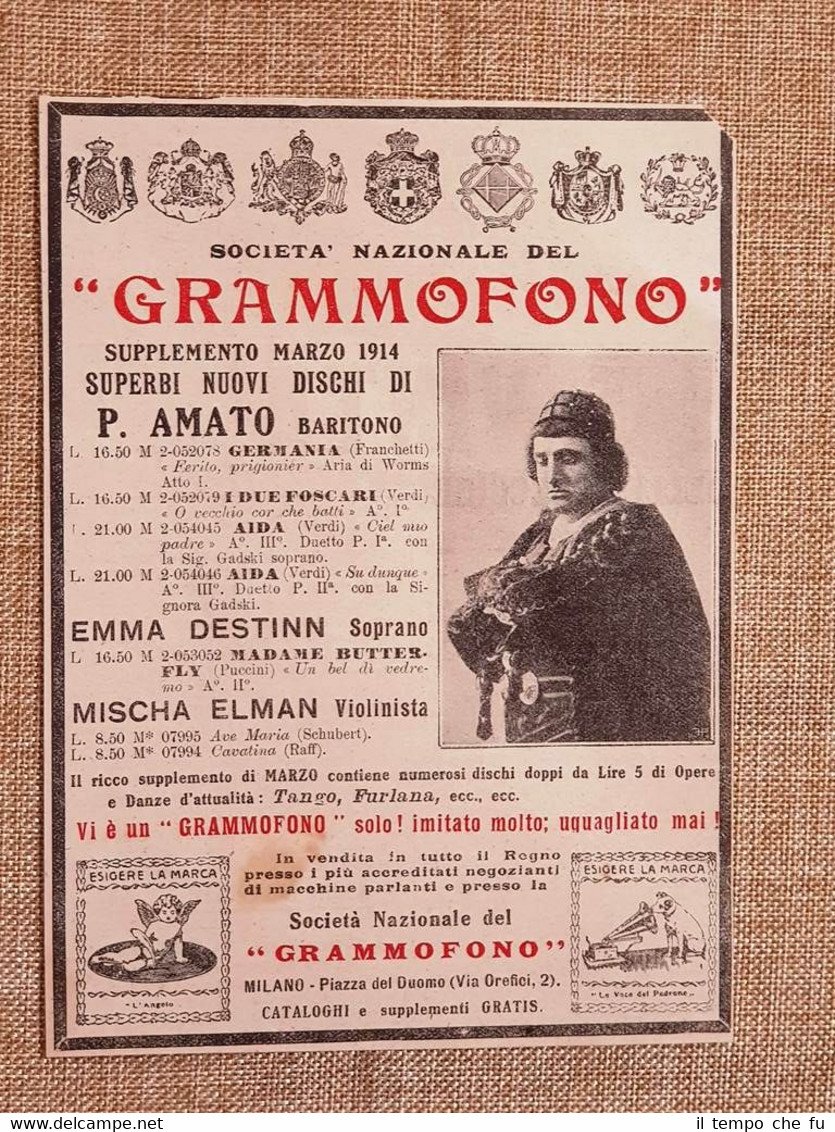 SOCIETA' NAZIONALE DEL
"GRAMMOFONO"
SUPPLEMENTO MARZO 1914
SUPERBI NUOVI DISCHI DI
P. AMATO BARITONO
L. 16.50 M 2-052078 GERMANIA (Franchetti)
« Ferito, prigionier » Aria di Worms
Atto I.
L. 16.50 M 2-052079 I DUE FOSCARI (Verdi)
« O vecchio cor che batti » A°. I°
L. 21.00 M 2-054045 AIDA (Verdi) « Ciel mio
padre » A°. III°. Duetto P. Iª. con
la Sig. Gadski soprano.
L. 21.00 M 2-054046 AIDA (Verdi) « Su dunque »
A°. III°. Duetto P. IIª. con la Si-
gnora Gadski.
EMMA DESTINN Soprano
L 16.50 M 2-053052 MADAME BUTTER-
FLY (Puccini) « Un bel dì vedre-
mo » A°. II°.
MISCHA ELMAN Violinista
L. 8.50 M* 07995 Ave Maria (Schubert).
L. 8.50 M* 07994 Cavatina (Raff).
Il ricco supplemento di MARZO contiene numerosi dischi doppi da Lire 5 di Opere
e Danze d'attualità: Tango, Furlana, ecc., ecc.
Vi è un "GRAMMOFONO" solo! imitato molto; uguagliato mai!
ESIGERE LA MARCA
"L'Angelo"
In vendita in tutto il Regno
presso i più accreditati negozianti
di macchine parlanti e presso la
Società Nazionale del
"GRAMMOFONO"
MILANO - Piazza del Duomo (Via Orefici, 2).
CATALOGHI e supplementi GRATIS.
ESIGERE LA MARCA
"La Voce del Padrone"
il tempo che fu